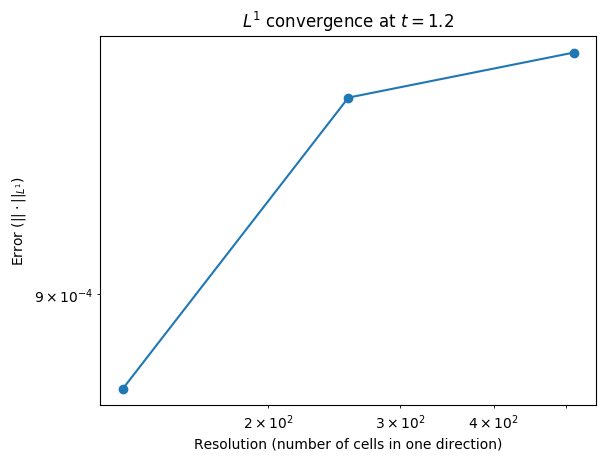 $L^1$ convergence at $t = 1.2$
Error ($||\cdot||_{L^1}$)
$9 \times 10^{-4}$
$2 \times 10^2$ $3 \times 10^2$ $4 \times 10^2$
Resolution (number of cells in one direction)